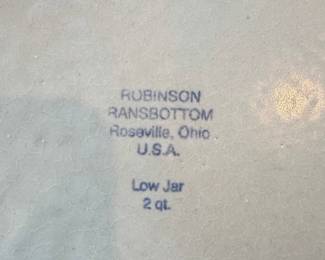 ROBINSON
RANSBOTTOM
Roseville, Ohio
U.S.A.
Low Jar
2 qt.